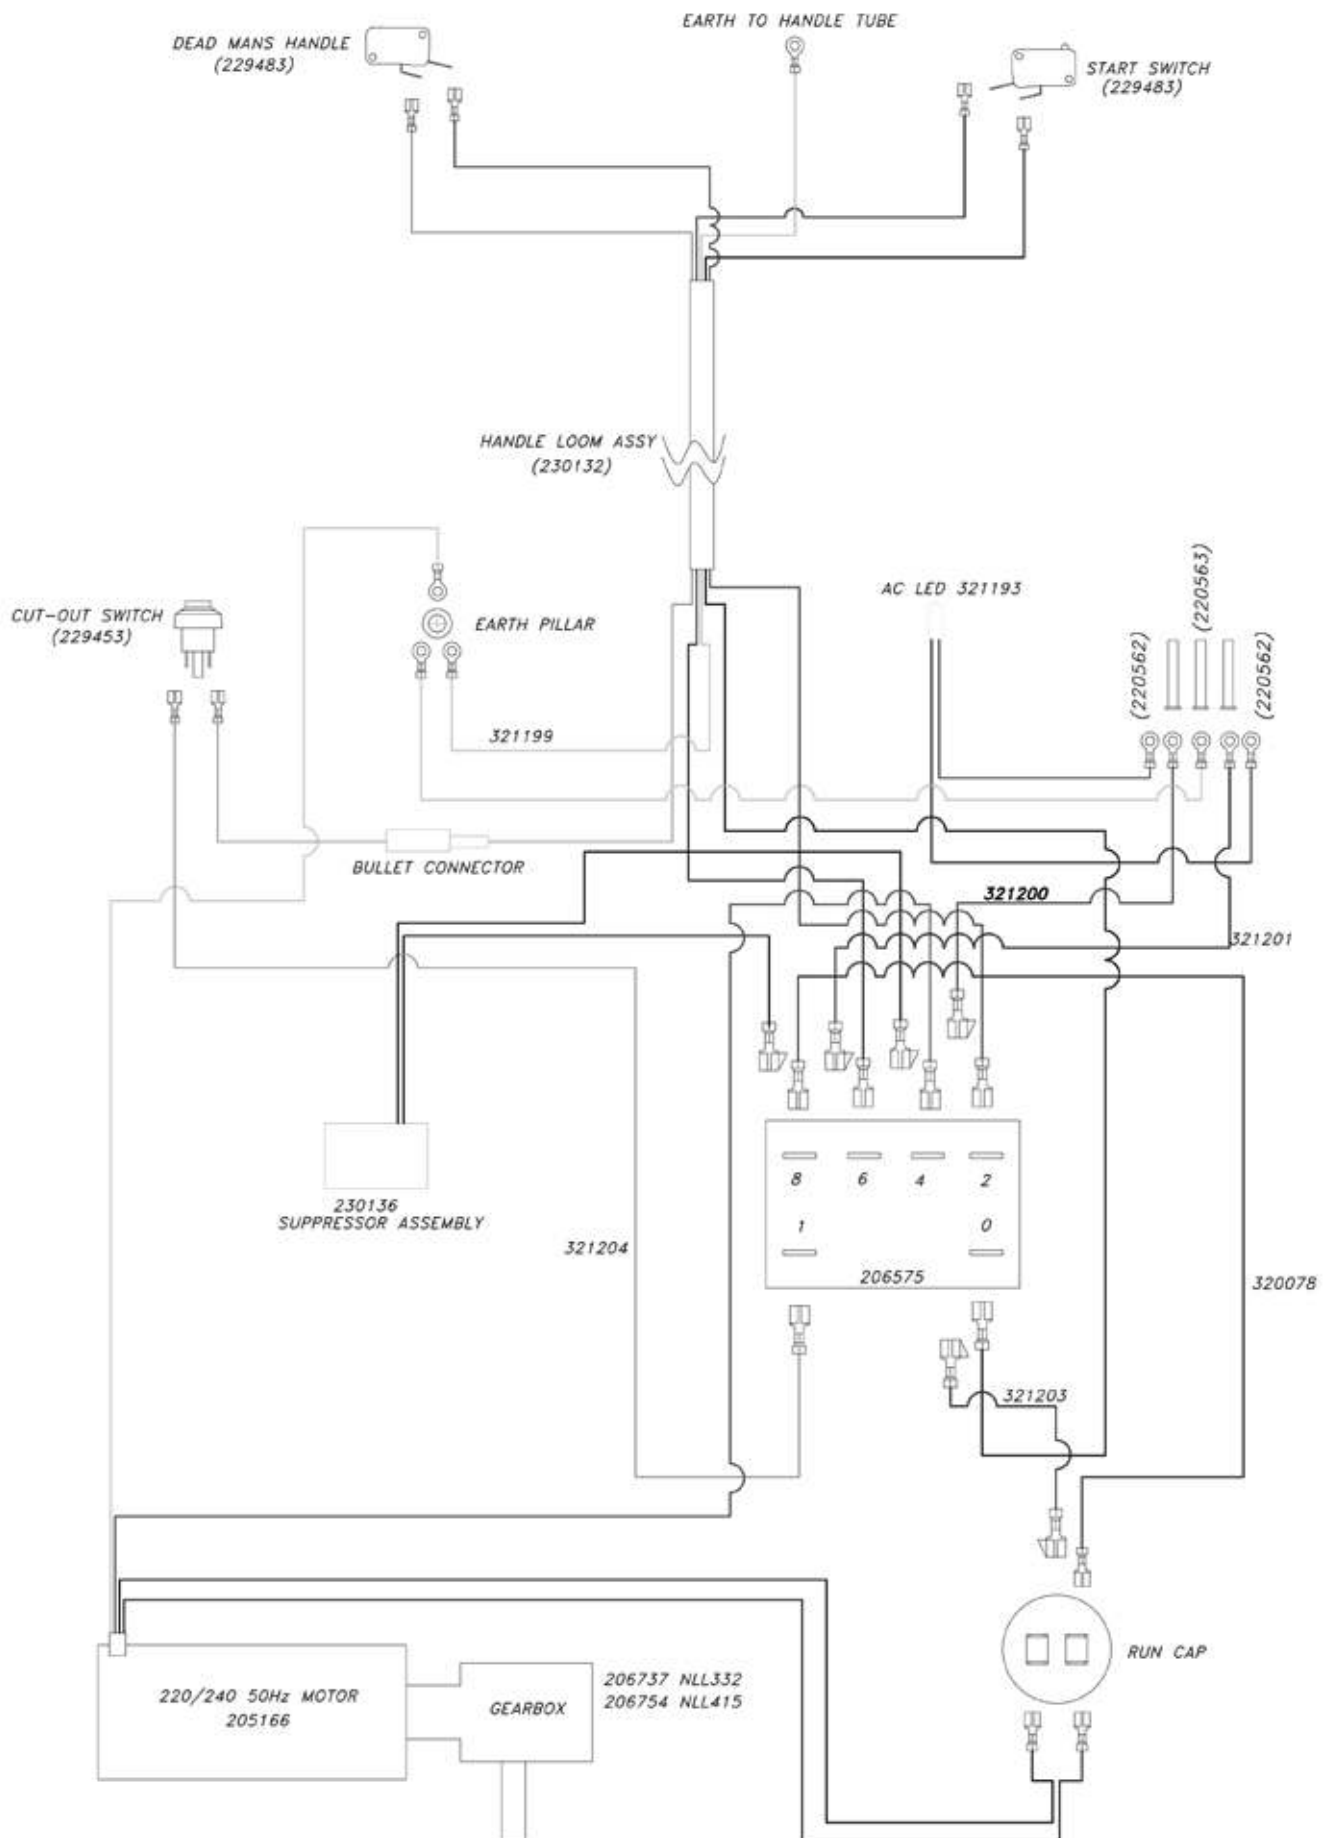 EARTH TO HANDLE TUBE
DEAD MANS HANDLE
(229483)
START SWITCH
(229483)
HANDLE LOOM ASSY
(230132)
AC LED 321193
(220563)
(220562)
(220562)
CUT-OUT SWITCH
(229453)
EARTH PILLAR
321199
BULLET CONNECTOR
321200
321201
230136
SUPPRESSOR ASSEMBLY
321204
8 6 4 2
1 0
206575
320078
321203
RUN CAP
220/240 50Hz MOTOR
205166
GEARBOX
206737 NLL332
206754 NLL415